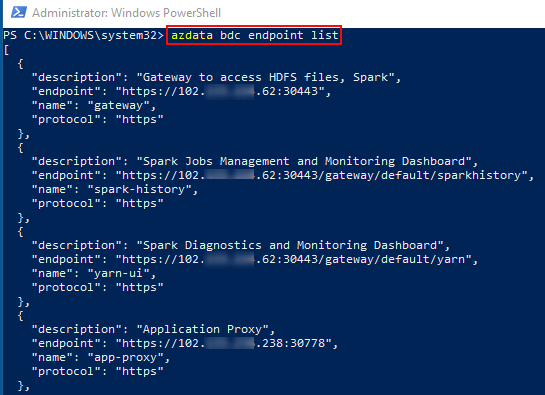 Administrator: Windows PowerShell
PS C:\WINDOWS\system32> azdata bdc endpoint list
[
  {
    "description": "Gateway to access HDFS files, Spark",
    "endpoint": "https://102. .62:30443",
    "name": "gateway",
    "protocol": "https"
  },
  {
    "description": "Spark Jobs Management and Monitoring Dashboard",
    "endpoint": "https://102. .62:30443/gateway/default/sparkhistory",
    "name": "spark-history",
    "protocol": "https"
  },
  {
    "description": "Spark Diagnostics and Monitoring Dashboard",
    "endpoint": "https://102. .62:30443/gateway/default/yarn",
    "name": "yarn-ui",
    "protocol": "https"
  },
  {
    "description": "Application Proxy",
    "endpoint": "https://102. .238:30778",
    "name": "app-proxy",
    "protocol": "https"
  },